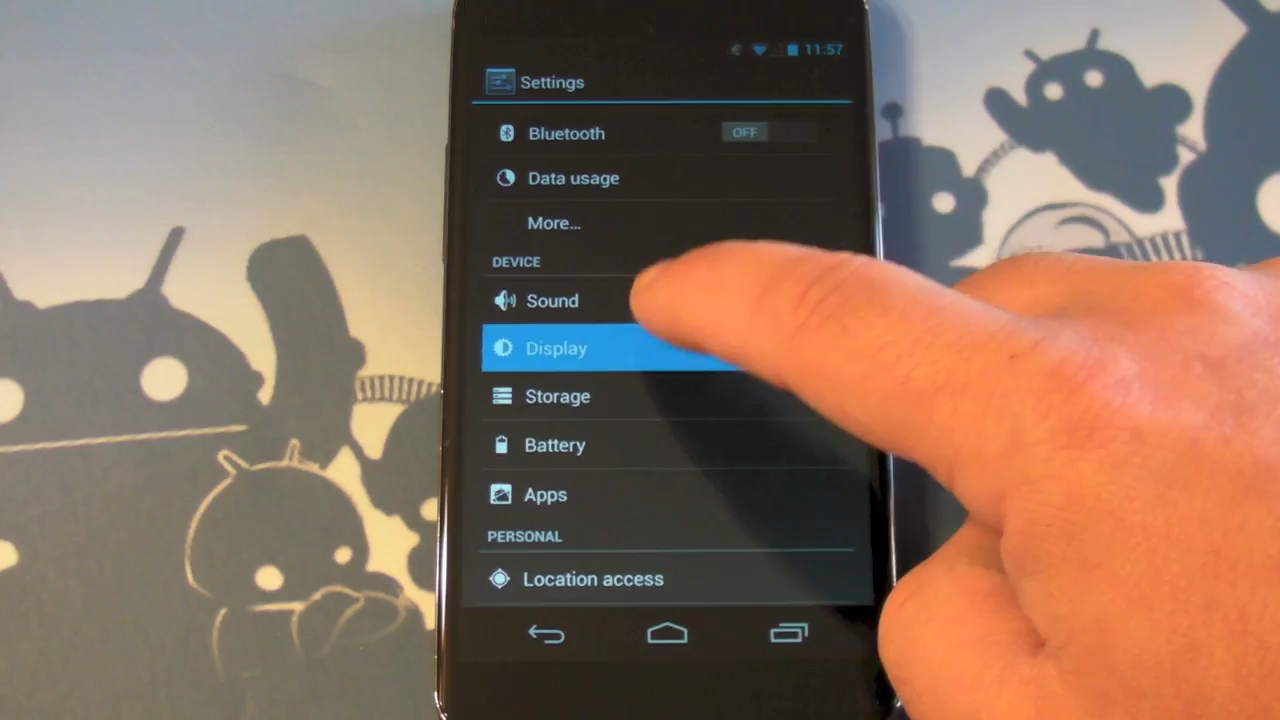 11:57
Settings
Bluetooth OFF
Data usage
More...
DEVICE
Sound
Display
Storage
Battery
Apps
PERSONAL
Location access